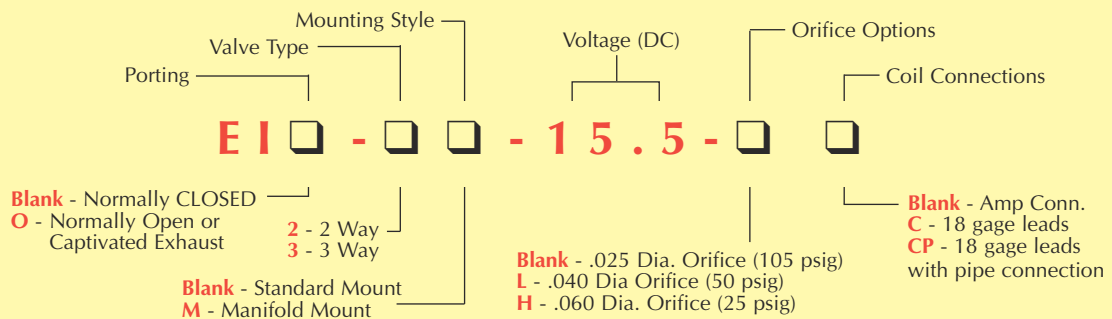 Mounting Style
Valve Type
Voltage (DC)
Orifice Options
Porting
Coil Connections
EI❑ - ❑ ❑ - 15.5 - ❑ ❑
Blank - Normally CLOSED
O - Normally Open or
Captivated Exhaust
2 - 2 Way
3 - 3 Way
Blank - Standard Mount
M - Manifold Mount
Blank - .025 Dia. Orifice (105 psig)
L - .040 Dia Orifice (50 psig)
H - .060 Dia. Orifice (25 psig)
Blank - Amp Conn.
C - 18 gage leads
CP - 18 gage leads
with pipe connection